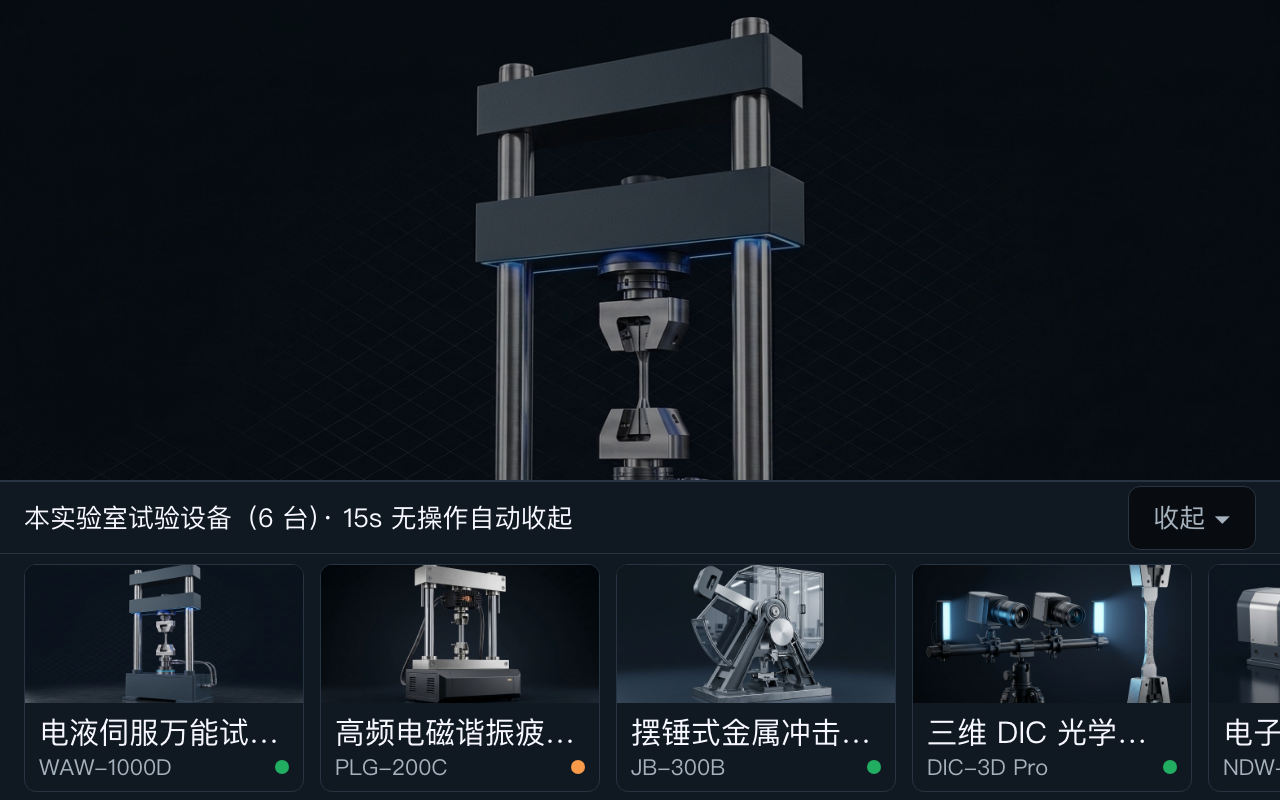 本实验室试验设备（6 台）· 15s 无操作自动收起
收起
电液伺服万能试...
WAW-1000D
高频电磁谐振疲...
PLG-200C
摆锤式金属冲击...
JB-300B
三维 DIC 光学...
DIC-3D Pro
电子
NDW-